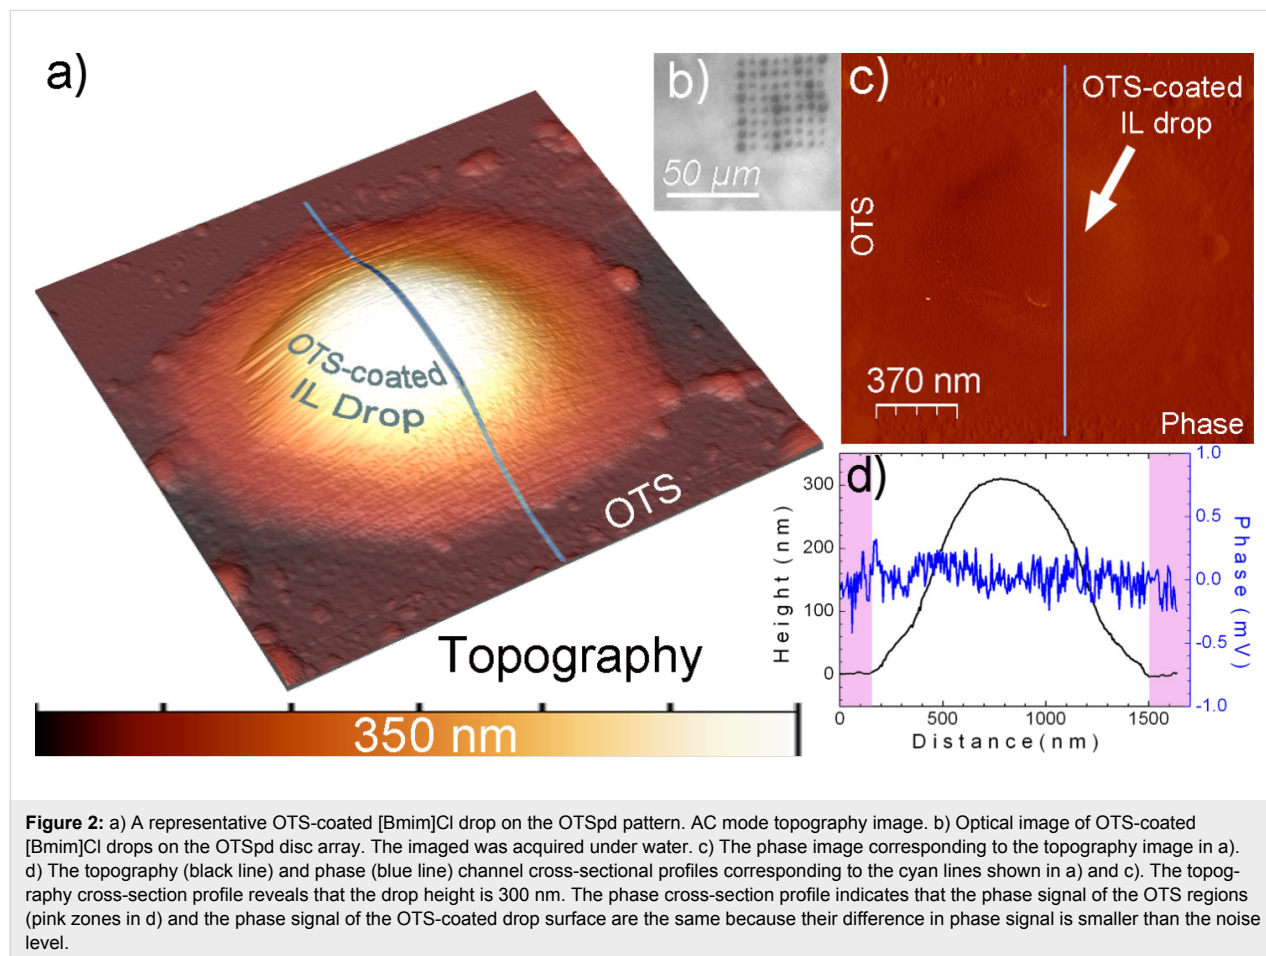 a)
OTS-coated
IL Drop
OTS
Topography
350 nm
b)
50 µm
c)
OTS-coated
IL drop
OTS
370 nm
Phase
d)
Height (nm)
300
200
100
0
1.0
0.5
0.0
-0.5
-1.0
Phase (mV)
0 500 1000 1500
Distance(nm)
Figure 2: a) A representative OTS-coated [Bmim]Cl drop on the OTSpd pattern. AC mode topography image. b) Optical image of OTS-coated
[Bmim]Cl drops on the OTSpd disc array. The imaged was acquired under water. c) The phase image corresponding to the topography image in a).
d) The topography (black line) and phase (blue line) channel cross-sectional profiles corresponding to the cyan lines shown in a) and c). The topog-
raphy cross-section profile reveals that the drop height is 300 nm. The phase cross-section profile indicates that the phase signal of the OTS regions
(pink zones in d) and the phase signal of the OTS-coated drop surface are the same because their difference in phase signal is smaller than the noise
level.